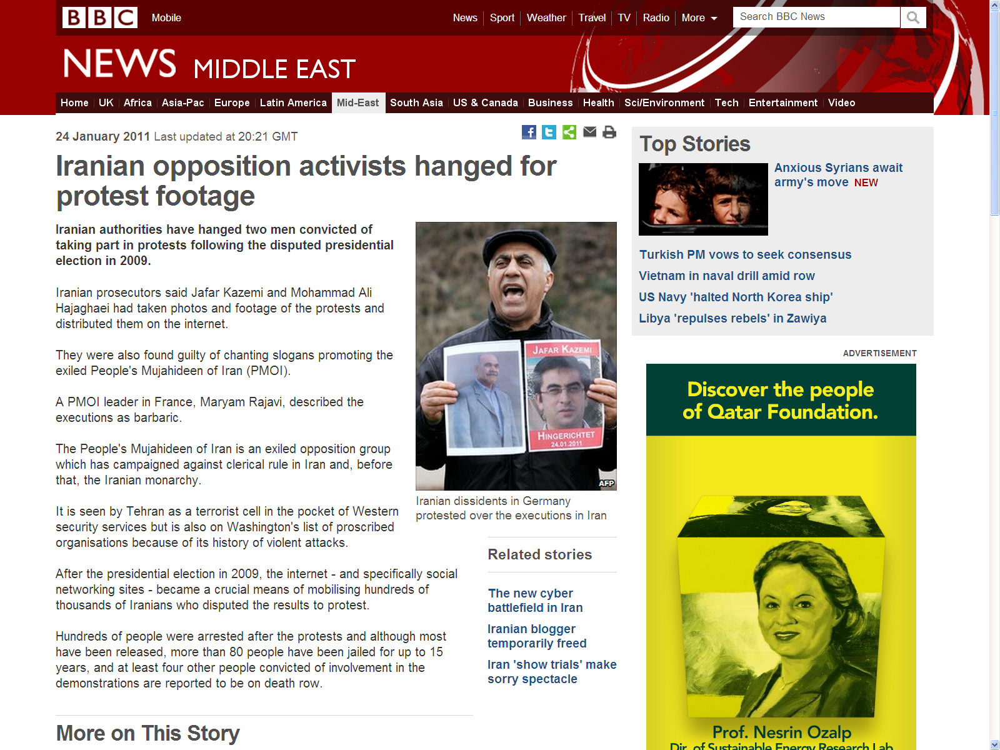 BBC
Mobile
News
Sport
Weather
Travel
TV
Radio
More
Search BBC News
NEWS MIDDLE EAST
Home
UK
Africa
Asia-Pac
Europe
Latin America
Mid-East
South Asia
US & Canada
Business
Health
Sci/Environment
Tech
Entertainment
Video
24 January 2011 Last updated at 20:21 GMT
Iranian opposition activists hanged for
protest footage
Iranian authorities have hanged two men convicted of
taking part in protests following the disputed presidential
election in 2009.
Iranian prosecutors said Jafar Kazemi and Mohammad Ali
Hajaghaei had taken photos and footage of the protests and
distributed them on the internet.
They were also found guilty of chanting slogans promoting the
exiled People's Mujahideen of Iran (PMOI).
A PMOI leader in France, Maryam Rajavi, described the
executions as barbaric.
The People's Mujahideen of Iran is an exiled opposition group
which has campaigned against clerical rule in Iran and, before
that, the Iranian monarchy.
It is seen by Tehran as a terrorist cell in the pocket of Western
security services but is also on Washington's list of proscribed
organisations because of its history of violent attacks.
After the presidential election in 2009, the internet - and specifically social
networking sites - became a crucial means of mobilising hundreds of
thousands of Iranians who disputed the results to protest.
Hundreds of people were arrested after the protests and although most
have been released, more than 80 people have been jailed for up to 15
years, and at least four other people convicted of involvement in the
demonstrations are reported to be on death row.
More on This Story
JAFAR KAZEMI
HINGERICHTET
24.01.2011
AFP
Iranian dissidents in Germany
protested over the executions in Iran
Related stories
The new cyber
battlefield in Iran
Iranian blogger
temporarily freed
Iran 'show trials' make
sorry spectacle
Top Stories
Anxious Syrians await
army's move NEW
Turkish PM vows to seek consensus
Vietnam in naval drill amid row
US Navy 'halted North Korea ship'
Libya 'repulses rebels' in Zawiya
ADVERTISEMENT
Discover the people
of Qatar Foundation.
Prof. Nesrin Ozalp
Dir. of Sustainable Energy Research Lab